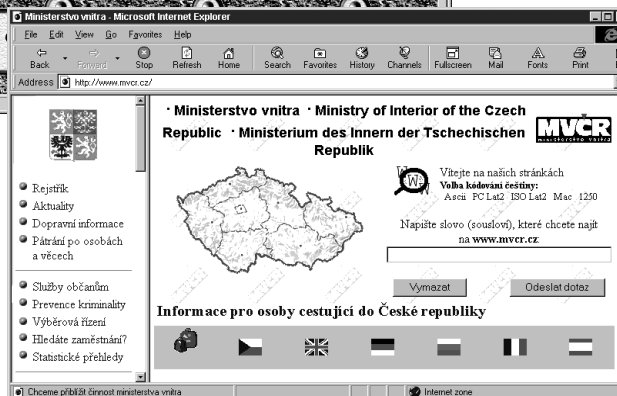 Ministerstvo vnitra - Microsoft Internet Explorer
File Edit View Go Favorites Help
Back Forward Stop Refresh Home Search Favorites History Channels Fullscreen Mail Fonts Print
Address http://www.mvcr.cz/
Rejstřík
Aktuality
Dopravní informace
Pátrání po osobách
a věcech
Služby občanům
Prevence kriminality
Výběrová řízení
Hledáte zaměstnání?
Statistické přehledy
· Ministerstvo vnitra · Ministry of Interior of the Czech
Republic · Ministerium des Innern der Tschechischen
Republik
MVČR
ministerstvo vnitra
Vítejte na našich stránkách
Volba kódování češtiny:
Ascii PC Lat2 ISO Lat2 Mac 1250
Napište slovo (sousloví), které chcete najít
na www.mvcr.cz
Vymazat Odeslat dotaz
Informace pro osoby cestující do České republiky
Chceme přiblížit činnost ministerstva vnitra Internet zone